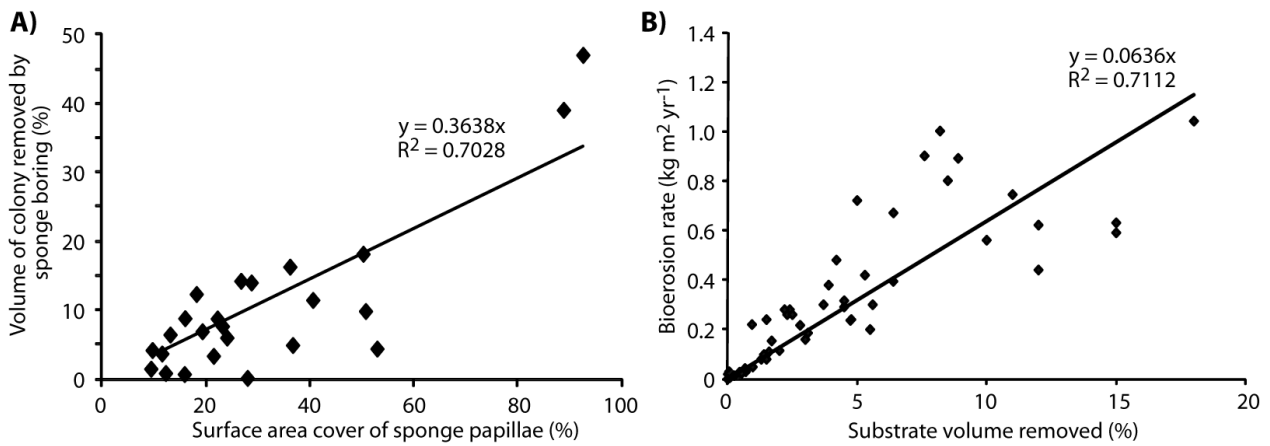 A)
Volume of colony removed by
sponge boring (%)
50
40
30
20
10
0
y = 0.3638x
R² = 0.7028
0 20 40 60 80 100
Surface area cover of sponge papillae (%)
B)
Bioerosion rate (kg m² yr⁻¹)
1.4
1.2
1.0
0.8
0.6
0.4
0.2
0
y = 0.0636x
R² = 0.7112
0 5 10 15 20
Substrate volume removed (%)